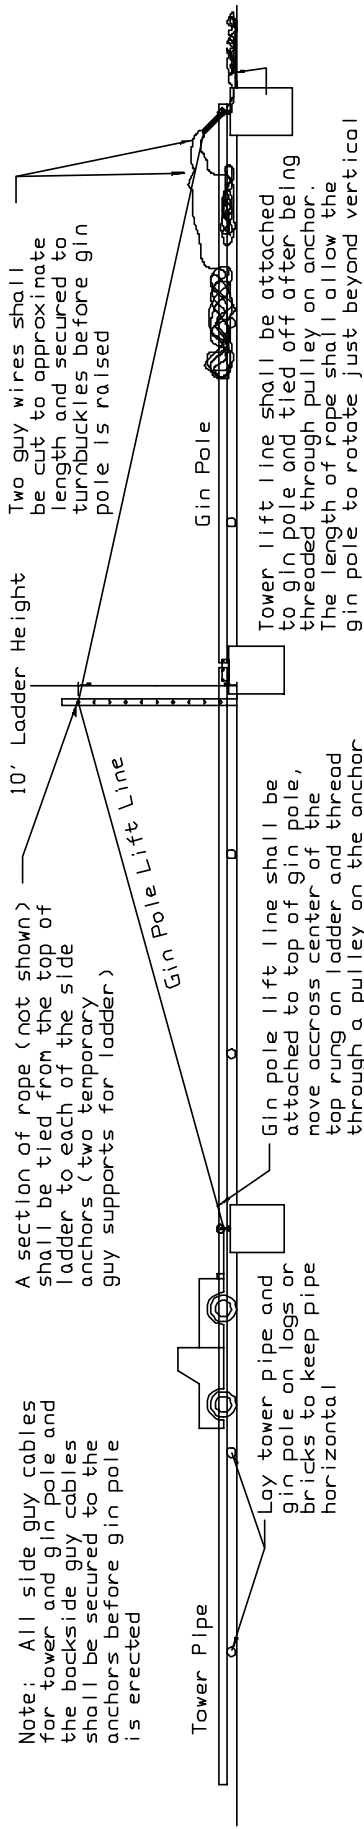 Note: All side guy cables
for tower and gin pole and
the backside guy cables
shall be secured to the
anchors before gin pole
is erected
A section of rope (not shown)
shall be tied from the top of
ladder to each of the side
anchors (two temporary
guy supports for ladder)
10' Ladder Height
Two guy wires shall
be cut to approximate
length and secured to
turnbuckles before gin
pole is raised
Tower Pipe
Gin Pole Lift Line
Gin Pole
Lay tower pipe and
gin pole on logs or
bricks to keep pipe
horizontal
Gin pole lift line shall be
attached to top of gin pole,
move accross center of the
top rung on ladder and thread
through a pulley on the anchor
Tower lift line shall be attached
to gin pole and tied off after being
threaded through pulley on anchor.
The length of rope shall allow the
gin pole to rotate just beyond vertical